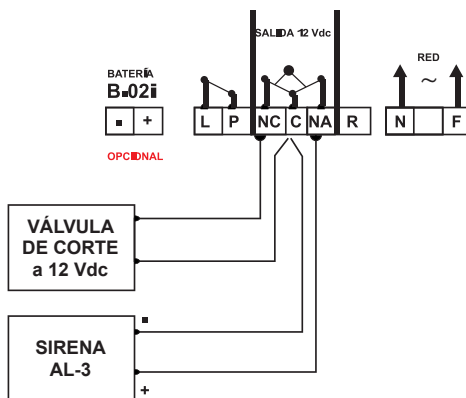 SALIDA 12 Vdc
RED
~
BATERÍA
B-02i
- +
L P NC C NA R
N F
OPCIONAL
VÁLVULA
DE CORTE
a 12 Vdc
-
SIRENA
AL-3
+